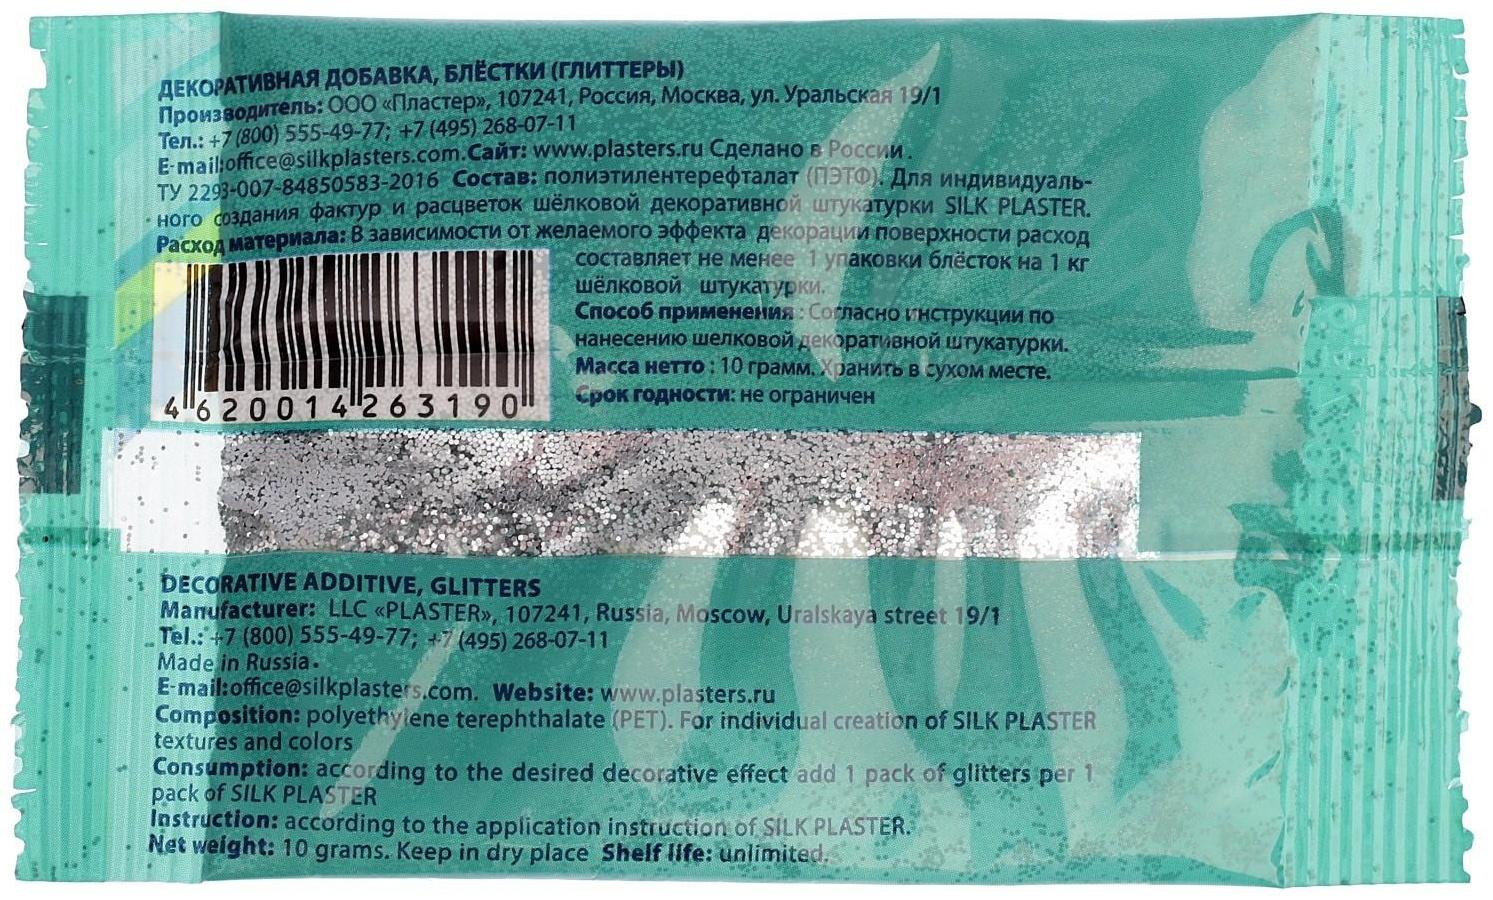 ДЕКОРАТИВНАЯ ДОБАВКА, БЛЁСТКИ (ГЛИТТЕРЫ)
Производитель: ООО «Пластер», 107241, Россия, Москва, ул. Уральская 19/1
Тел.: +7 (800) 555-49-77; +7 (495) 268-07-11
E-mail:office@silkplasters.com.Сайт: www.plasters.ru Сделано в России.
ТУ 2293-007-84850583-2016 Состав: полиэтилентерефталат (ПЭТФ). Для индивидуаль-
ного создания фактур и расцветок шёлковой декоративной штукатурки SILK PLASTER.
Расход материала: В зависимости от желаемого эффекта декорации поверхности расход
составляет не менее 1 упаковки блёсток на 1 кг
шёлковой штукатурки.
Способ применения : Согласно инструкции по
нанесению шелковой декоративной штукатурки.
Масса нетто : 10 грамм. Хранить в сухом месте.
Срок годности: не ограничен
4 620014 263190
DECORATIVE ADDITIVE, GLITTERS
Manufacturer: LLC «PLASTER», 107241, Russia, Moscow, Uralskaya street 19/1
Tel.: +7 (800) 555-49-77; +7 (495) 268-07-11
Made in Russia.
E-mail:office@silkplasters.com. Website: www.plasters.ru
Composition: polyethylene terephthalate (PET). For individual creation of SILK PLASTER
textures and colors
Consumption: according to the desired decorative effect add 1 pack of glitters per 1
pack of SILK PLASTER
Instruction: according to the application instruction of SILK PLASTER.
Net weight: 10 grams. Keep in dry place Shelf life: unlimited.